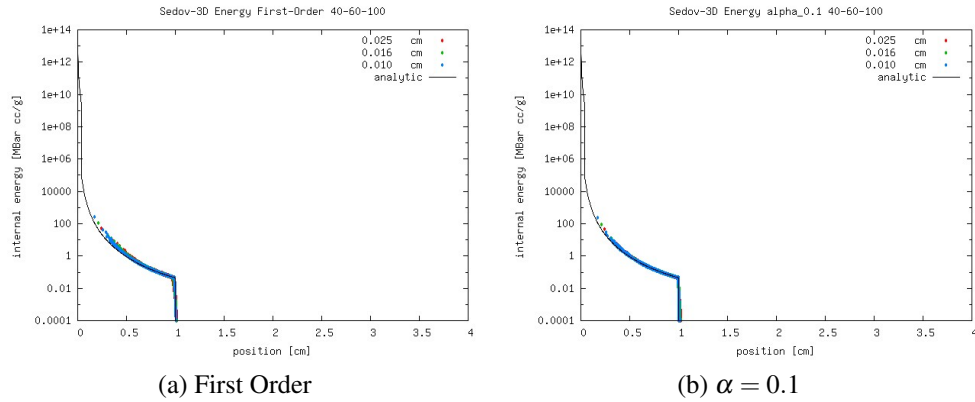 Sedov-3D Energy First-Order 40-60-100
1e+14
1e+12
1e+10
1e+08
1e+06
10000
100
1
0.01
0.0001
internal energy [MBar cc/g]
0.025 cm
0.016 cm
0.010 cm
analytic
0 0.5 1 1.5 2 2.5 3 3.5 4
position [cm]
(a) First Order
Sedov-3D Energy alpha_0.1 40-60-100
1e+14
1e+12
1e+10
1e+08
1e+06
10000
100
1
0.01
0.0001
internal energy [MBar cc/g]
0.025 cm
0.016 cm
0.010 cm
analytic
0 0.5 1 1.5 2 2.5 3 3.5 4
position [cm]
(b) α = 0.1